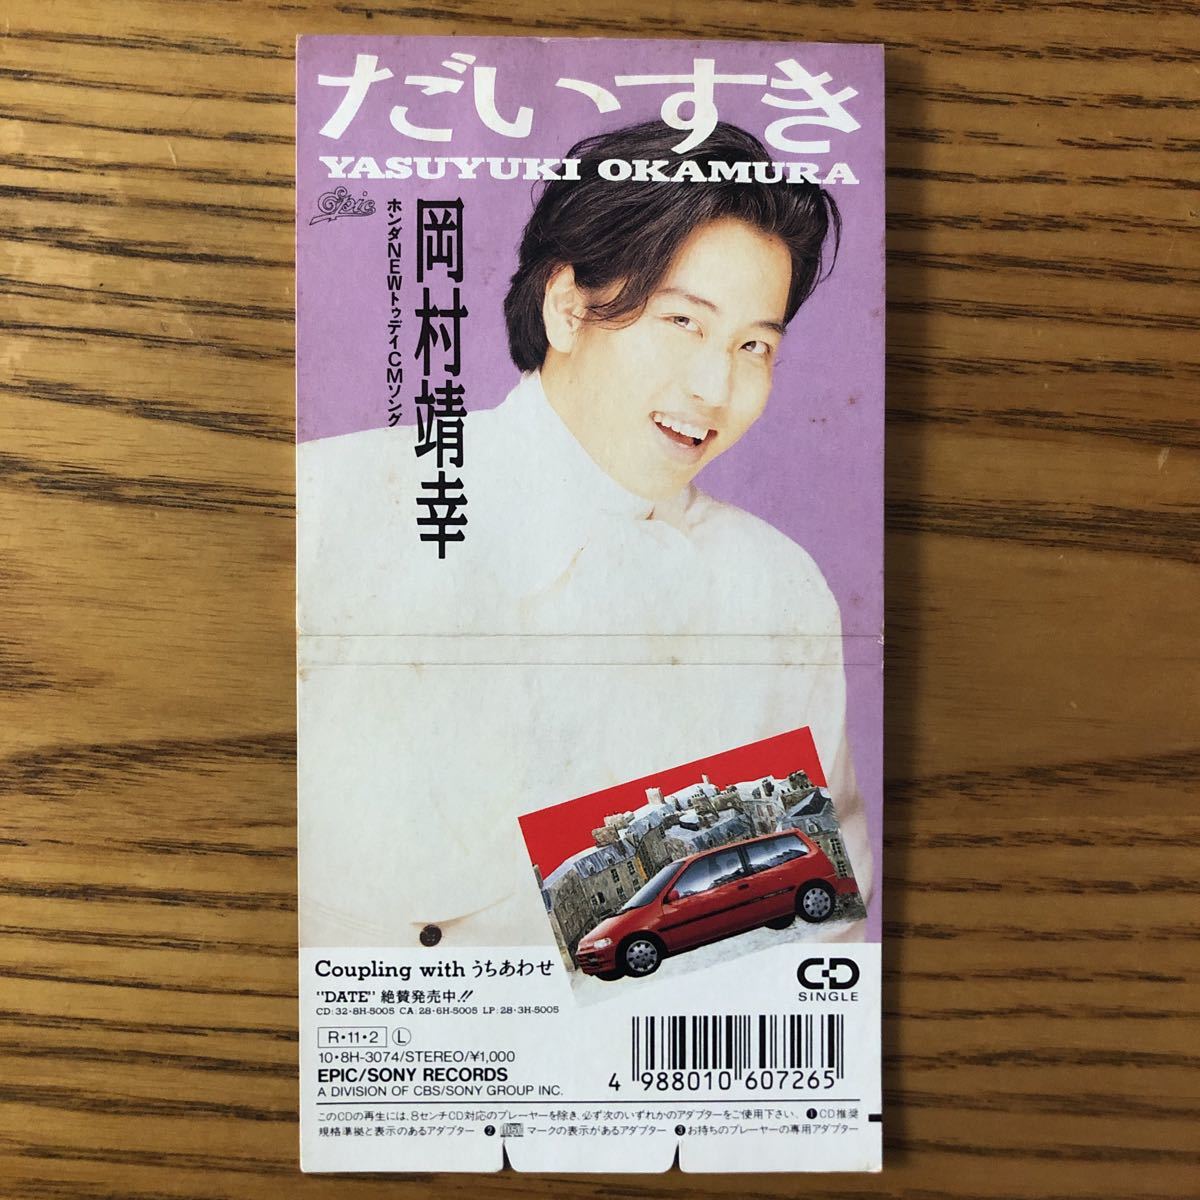 だいすき
YASUYUKI OKAMURA
Epic
岡村靖幸
ホンダNEWトゥデイCMソング
Coupling with うちあわせ
"DATE" 絶賛発売中!!
CD: 32・8H-5005 CA: 28・6H-5005 LP: 28・3H-5005
CD
SINGLE
R・11・2 L
10・8H-3074/STEREO/¥1,000
EPIC/SONY RECORDS
A DIVISION OF CBS/SONY GROUP INC.
4 988010 607265
このCDの再生には、8センチCD対応のプレーヤーを除き、必ず次のいずれかのアダプターをご使用下さい、❶CD推奨
規格準拠と表示のあるアダプター ❷ マークの表示があるアダプター ❸お持ちのプレーヤーの専用アダプター